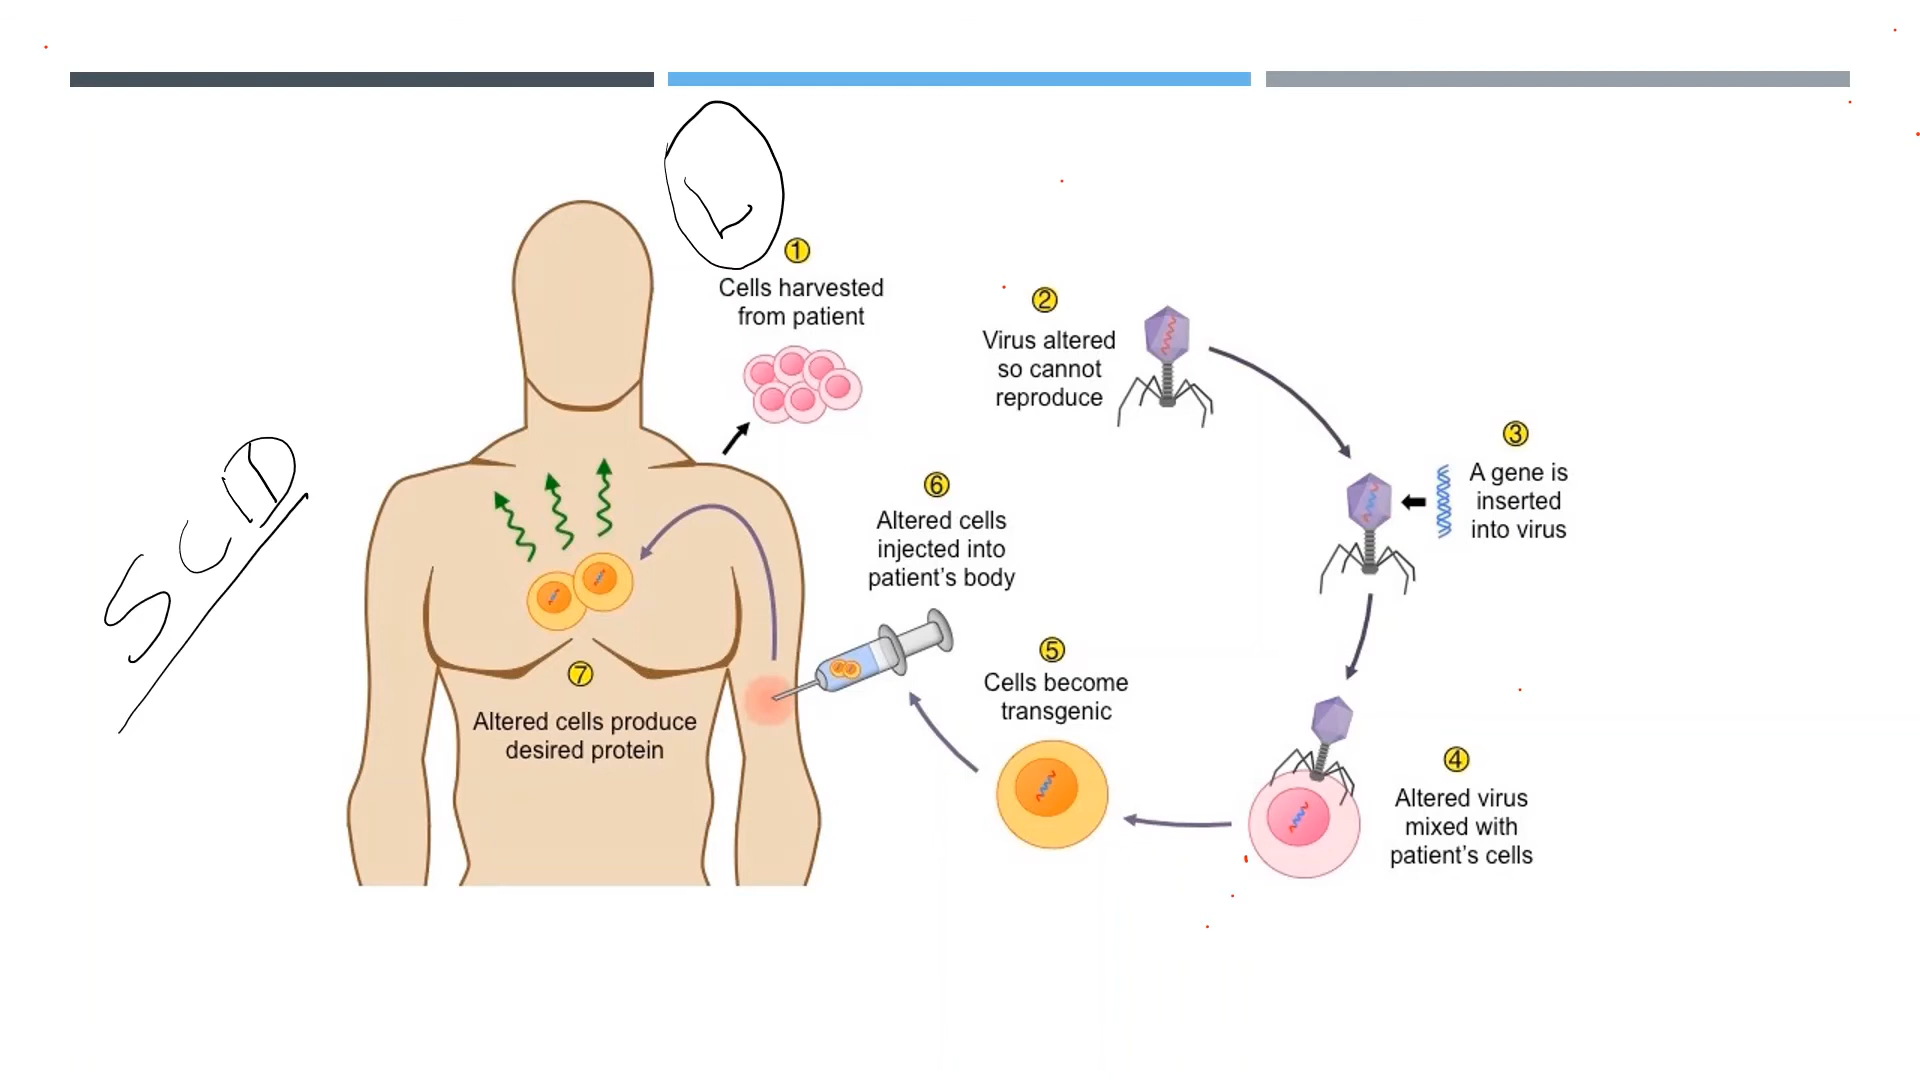 1
Cells harvested
from patient
2
Virus altered
so cannot
reproduce
3
A gene is
inserted
into virus
4
Altered virus
mixed with
patient's cells
5
Cells become
transgenic
6
Altered cells
injected into
patient's body
7
Altered cells produce
desired protein
SCD